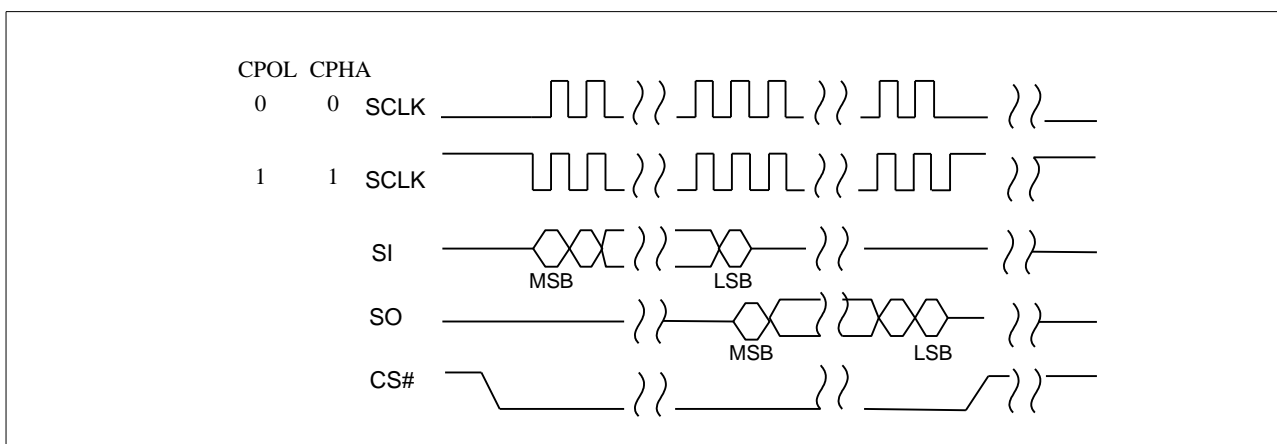 CPOL CPHA
0 0 SCLK
1 1 SCLK
SI
MSB LSB
SO
MSB LSB
CS#